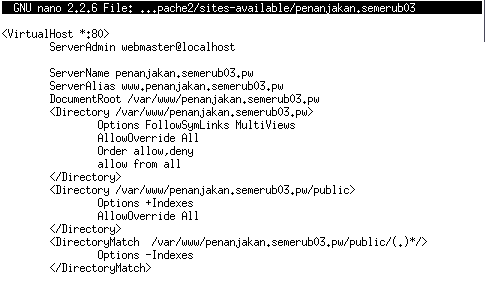 GNU nano 2.2.6 File: ...pache2/sites-available/penanjakan.semerub03
<VirtualHost *:80>
ServerAdmin webmaster@localhost
ServerName penanjakan.semerub03.pw
ServerAlias www.penanjakan.semerub03.pw
DocumentRoot /var/www/penanjakan.semerub03.pw
<Directory /var/www/penanjakan.semerub03.pw>
Options FollowSymLinks MultiViews
AllowOverride All
Order allow,deny
allow from all
</Directory>
<Directory /var/www/penanjakan.semerub03.pw/public>
Options +Indexes
AllowOverride All
</Directory>
<DirectoryMatch  /var/www/penanjakan.semerub03.pw/public/(.)*/>
Options -Indexes
</DirectoryMatch>